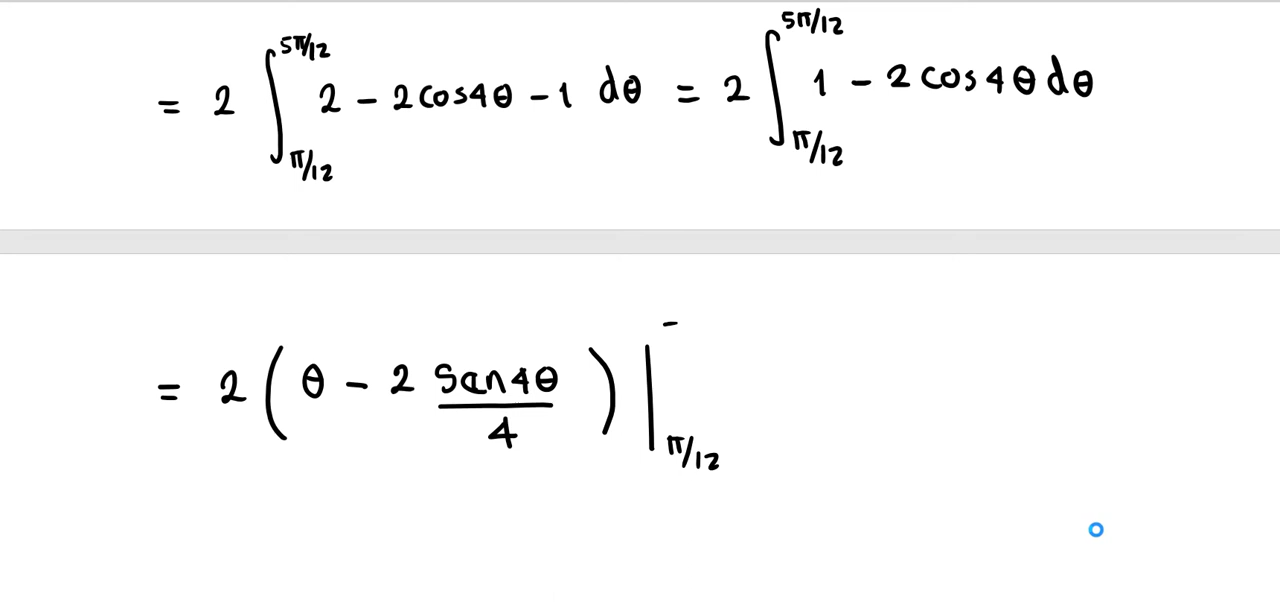 = 2 ∫_{π/12}^{5π/12} 2 - 2cos4θ - 1 dθ = 2 ∫_{π/12}^{5π/12} 1 - 2cos4θ dθ
= 2 ( θ - 2 San4θ/4 ) |_{π/12}^{-}